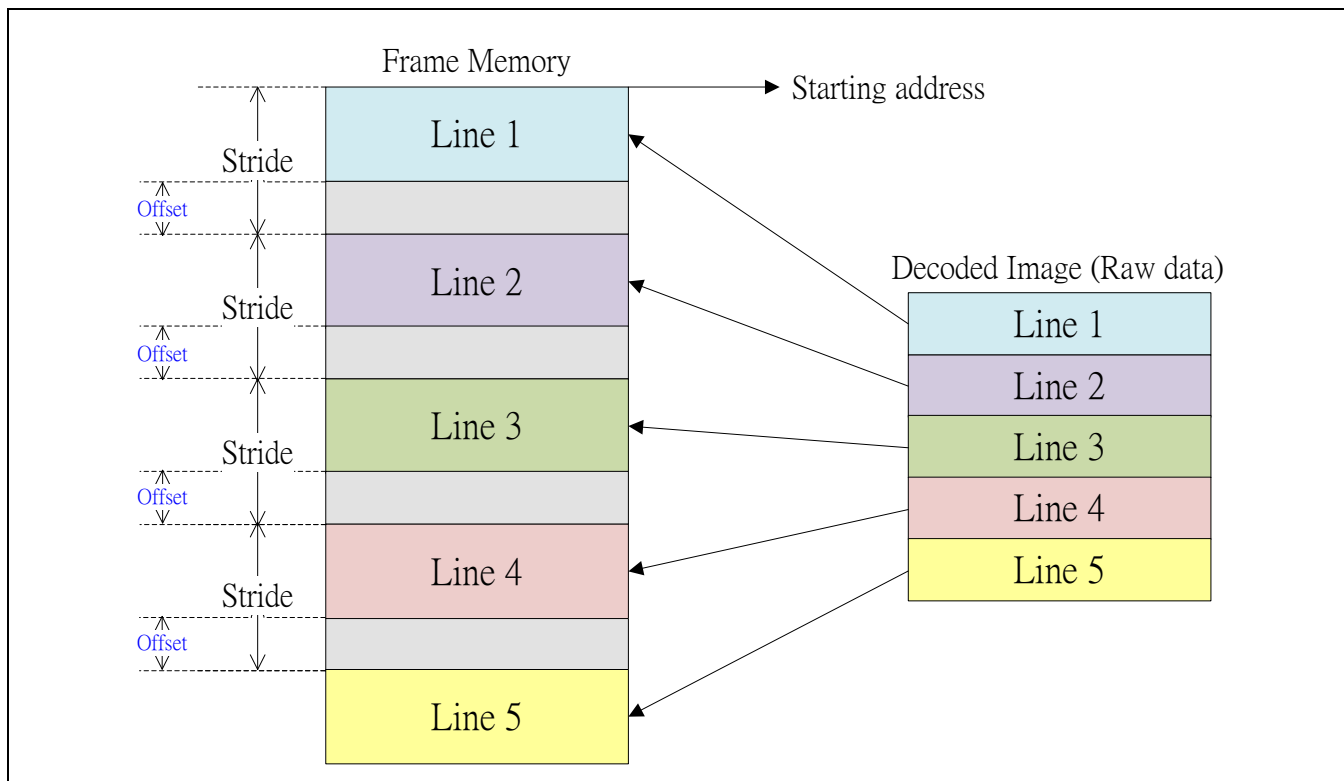 Frame Memory
Starting address
Line 1
Stride
Offset
Line 2
Stride
Offset
Line 3
Stride
Offset
Line 4
Stride
Offset
Line 5
Decoded Image (Raw data)
Line 1
Line 2
Line 3
Line 4
Line 5